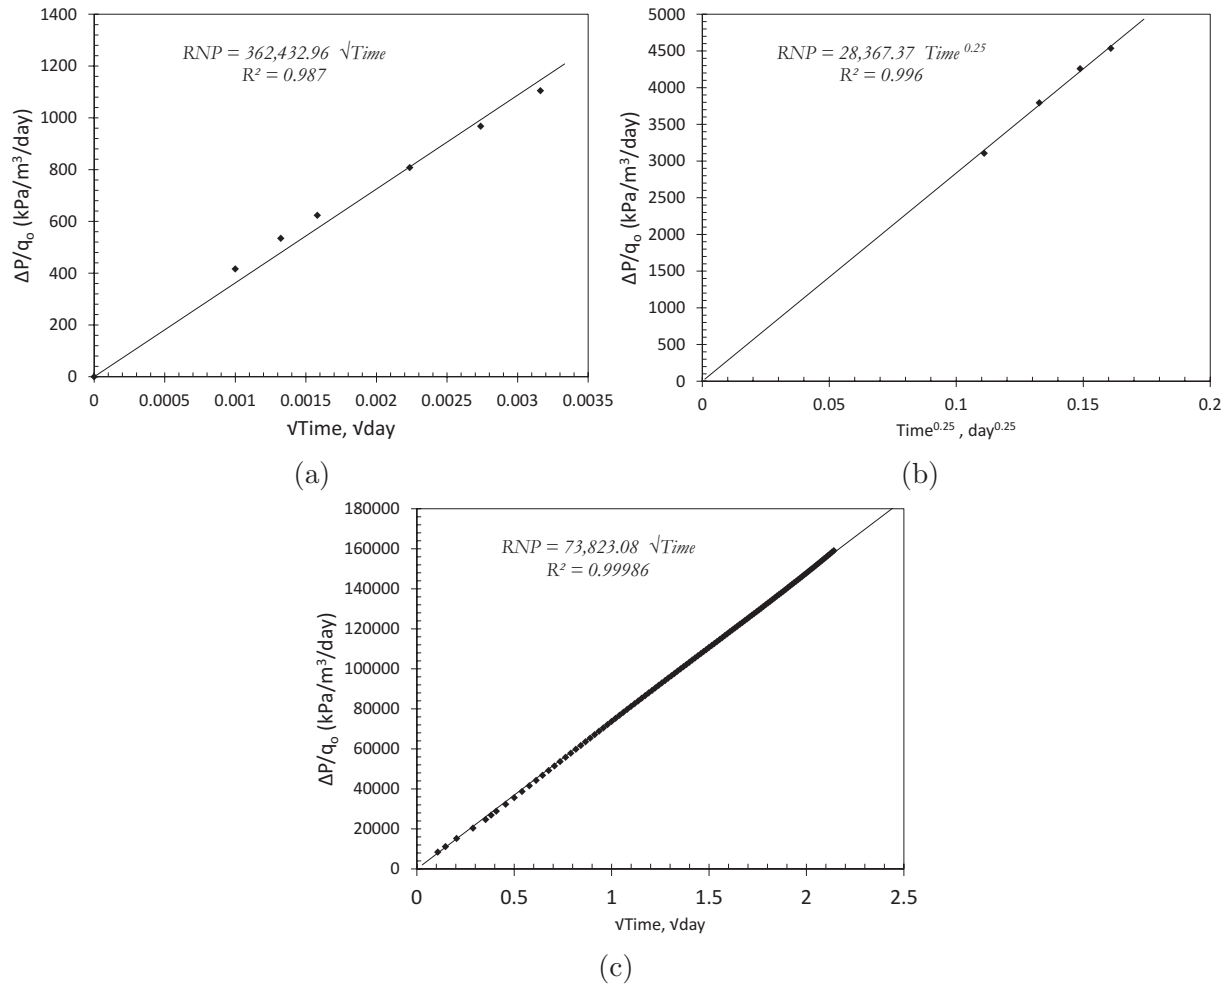 1400
1200
1000
800
600
400
200
0
ΔP/qₒ (kPa/m³/day)
RNP = 362,432.96 √Time
R² = 0.987
0 0.0005 0.001 0.0015 0.002 0.0025 0.003 0.0035
√Time, √day
(a)
5000
4500
4000
3500
3000
2500
2000
1500
1000
500
0
ΔP/qₒ (kPa/m³/day)
RNP = 28,367.37 Time⁰·²⁵
R² = 0.996
0 0.05 0.1 0.15 0.2
Time⁰·²⁵ , day⁰·²⁵
(b)
180000
160000
140000
120000
100000
80000
60000
40000
20000
0
ΔP/qₒ (kPa/m³/day)
RNP = 73,823.08 √Time
R² = 0.99986
0 0.5 1 1.5 2 2.5
√Time, √day
(c)